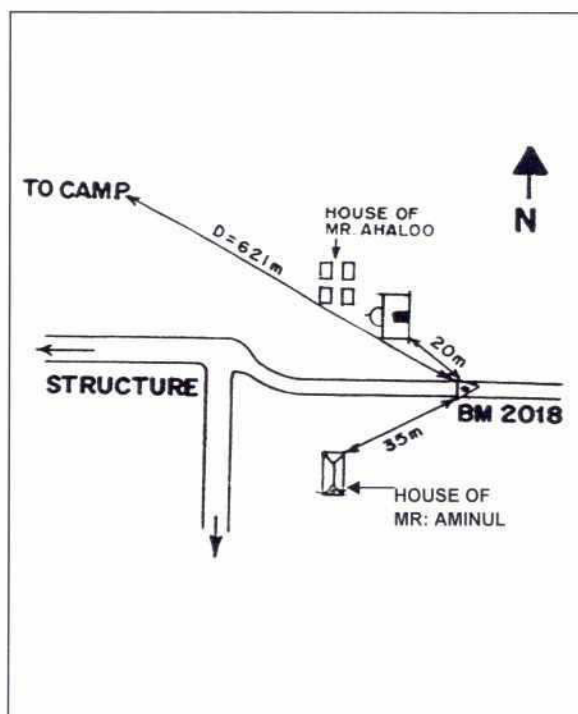 TO CAMP.
N
D=621m
HOUSE OF
MR. AHALOO
20m
STRUCTURE
BM 2018
35m
HOUSE OF
MR: AMINUL